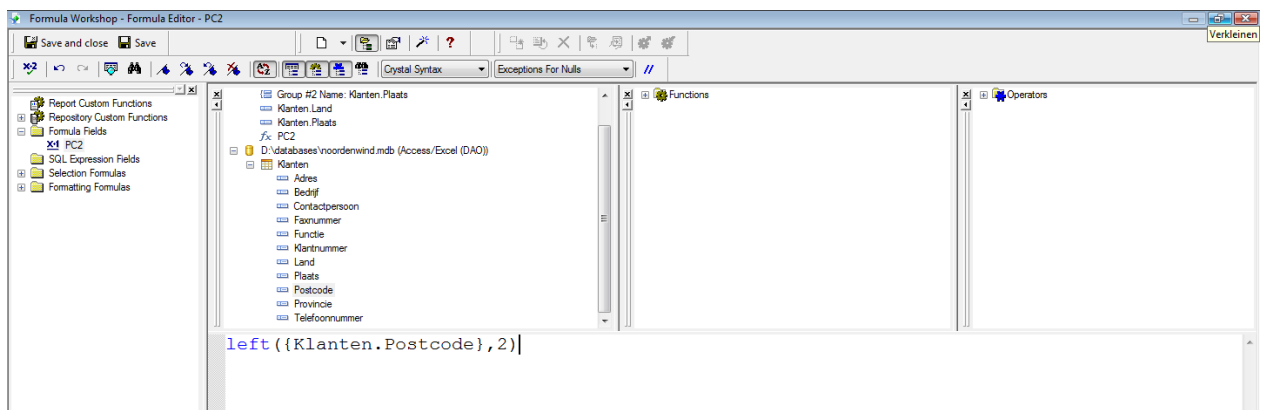 Formula Workshop - Formula Editor - PC2
Verkleinen
Save and close
Save
Crystal Syntax
Exceptions For Nulls
Report Custom Functions
Repository Custom Functions
Formula Fields
PC2
SQL Expression Fields
Selection Formulas
Formatting Formulas
Group #2 Name: Klanten.Plaats
Klanten.Land
Klanten.Plaats
PC2
D:\databases\noordenwind.mdb (Access/Excel (DAO))
Klanten
Adres
Bedrijf
Contactpersoon
Faxnummer
Functie
Klantnummer
Land
Plaats
Postcode
Provincie
Telefoonnummer
Functions
Operators
left({Klanten.Postcode},2)